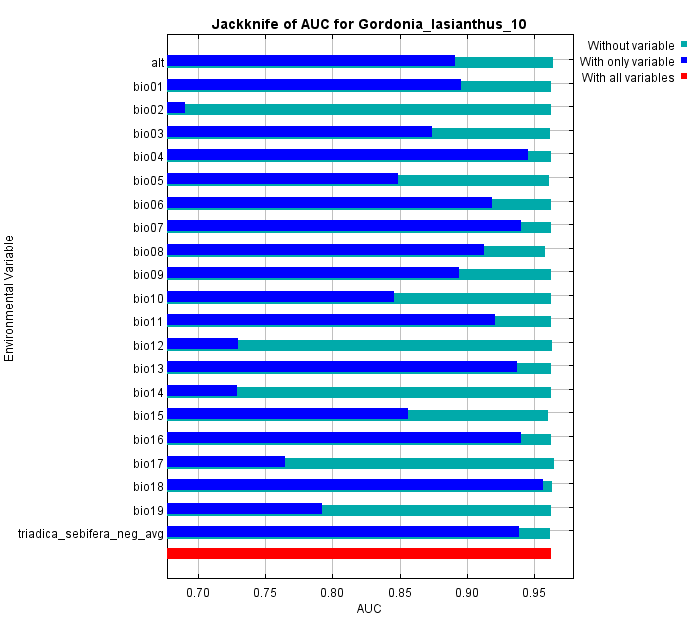 Jackknife of AUC for Gordonia_lasianthus_10
Without variable
With only variable
With all variables
Environmental Variable
alt
bio01
bio02
bio03
bio04
bio05
bio06
bio07
bio08
bio09
bio10
bio11
bio12
bio13
bio14
bio15
bio16
bio17
bio18
bio19
triadica_sebifera_neg_avg
0.70 0.75 0.80 0.85 0.90 0.95
AUC